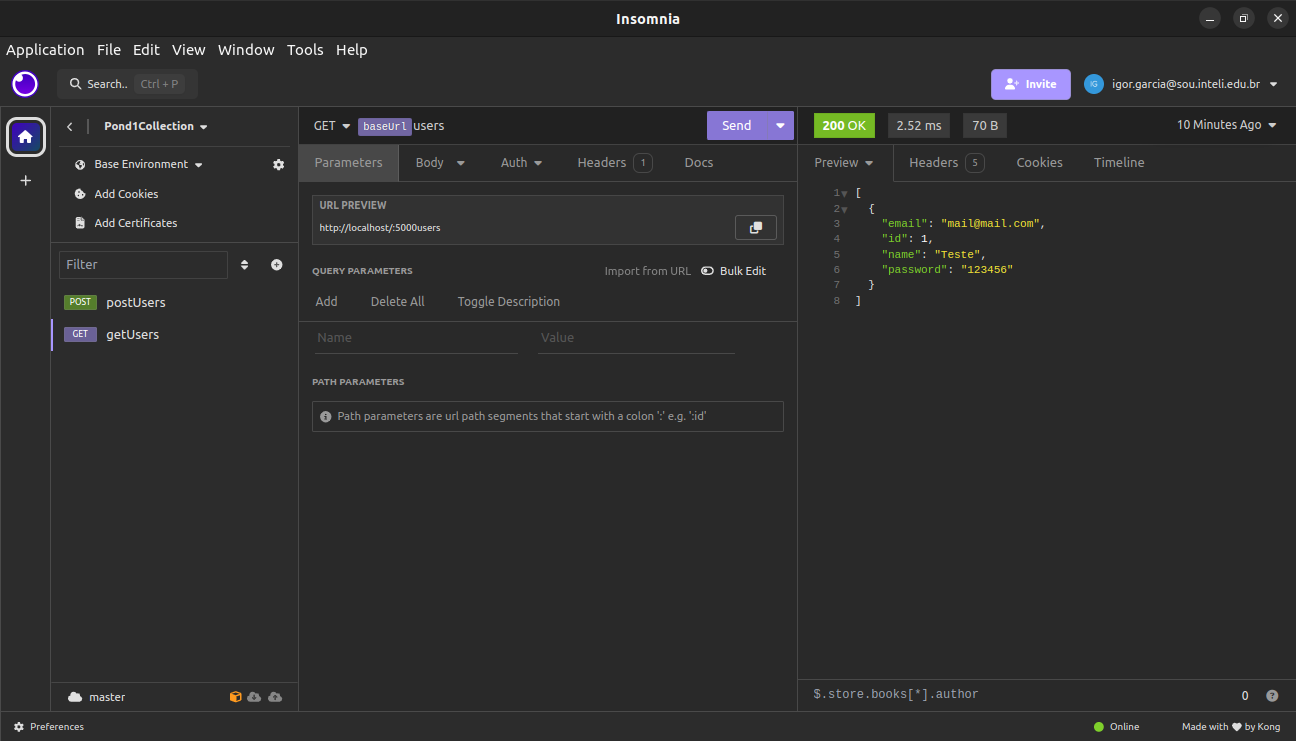 Insomnia
Application File Edit View Window Tools Help
Search.. Ctrl + P
Invite
IG igor.garcia@sou.inteli.edu.br
Pond1Collection
Base Environment
Add Cookies
Add Certificates
Filter
POST postUsers
GET getUsers
master
GET baseUrl users
Send
Parameters Body Auth Headers 1 Docs
URL PREVIEW
http://localhost/:5000users
QUERY PARAMETERS
Import from URL Bulk Edit
Add Delete All Toggle Description
Name Value
PATH PARAMETERS
Path parameters are url path segments that start with a colon ':' e.g. ':id'
200 OK 2.52 ms 70 B 10 Minutes Ago
Preview Headers 5 Cookies Timeline
1 [
2 {
3 "email": "mail@mail.com",
4 "id": 1,
5 "name": "Teste",
6 "password": "123456"
7 }
8 ]
$.store.books[*].author 0 ?
Preferences
Online
Made with ♥ by Kong